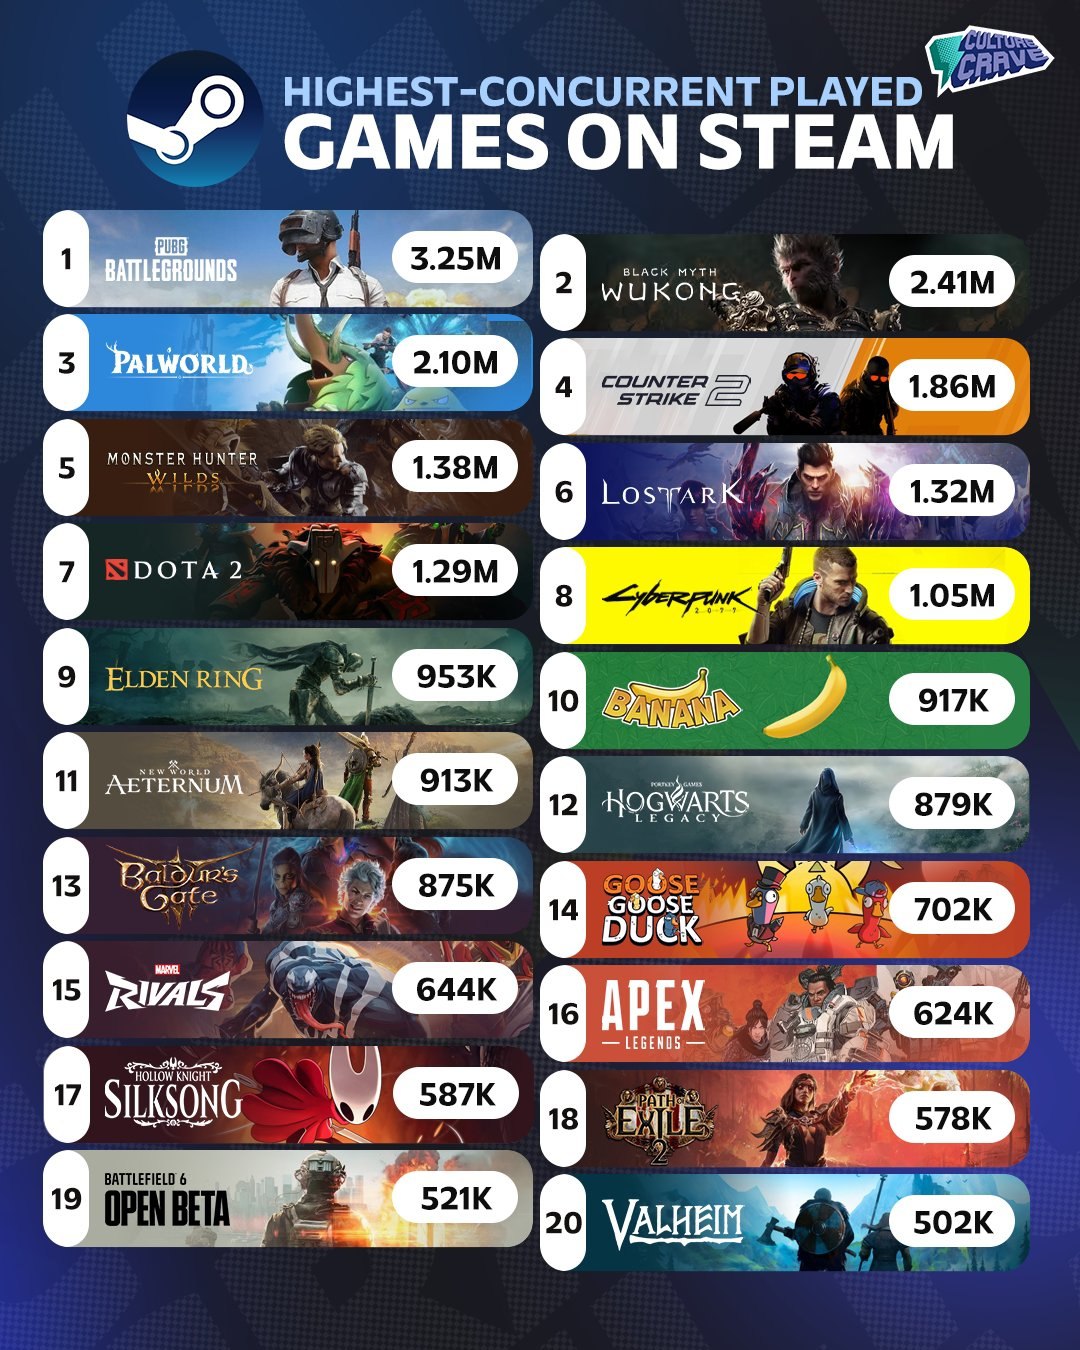 CULTURE
CRAVE
HIGHEST-CONCURRENT PLAYED
GAMES ON STEAM
1
PUBG
BATTLEGROUNDS
3.25M
2
BLACK MYTH
WUKONG
2.41M
3
PALWORLD
2.10M
4
COUNTER
STRIKE 2
1.86M
5
MONSTER HUNTER
WILDS
1.38M
6
LOST ARK
1.32M
7
DOTA 2
1.29M
8
Cyberpunk
2077
1.05M
9
ELDEN RING
953K
10
BANANA
917K
11
NEW WORLD
AETERNUM
913K
12
PORTKEY GAMES
HOGWARTS
LEGACY
879K
13
Baldur's
Gate
III
875K
14
GOOSE
GOOSE
DUCK
702K
15
MARVEL
RIVALS
644K
16
APEX
LEGENDS
624K
17
HOLLOW KNIGHT
SILKSONG
587K
18
PATH OF
EXILE
2
578K
19
BATTLEFIELD 6
OPEN BETA
521K
20
VALHEIM
502K